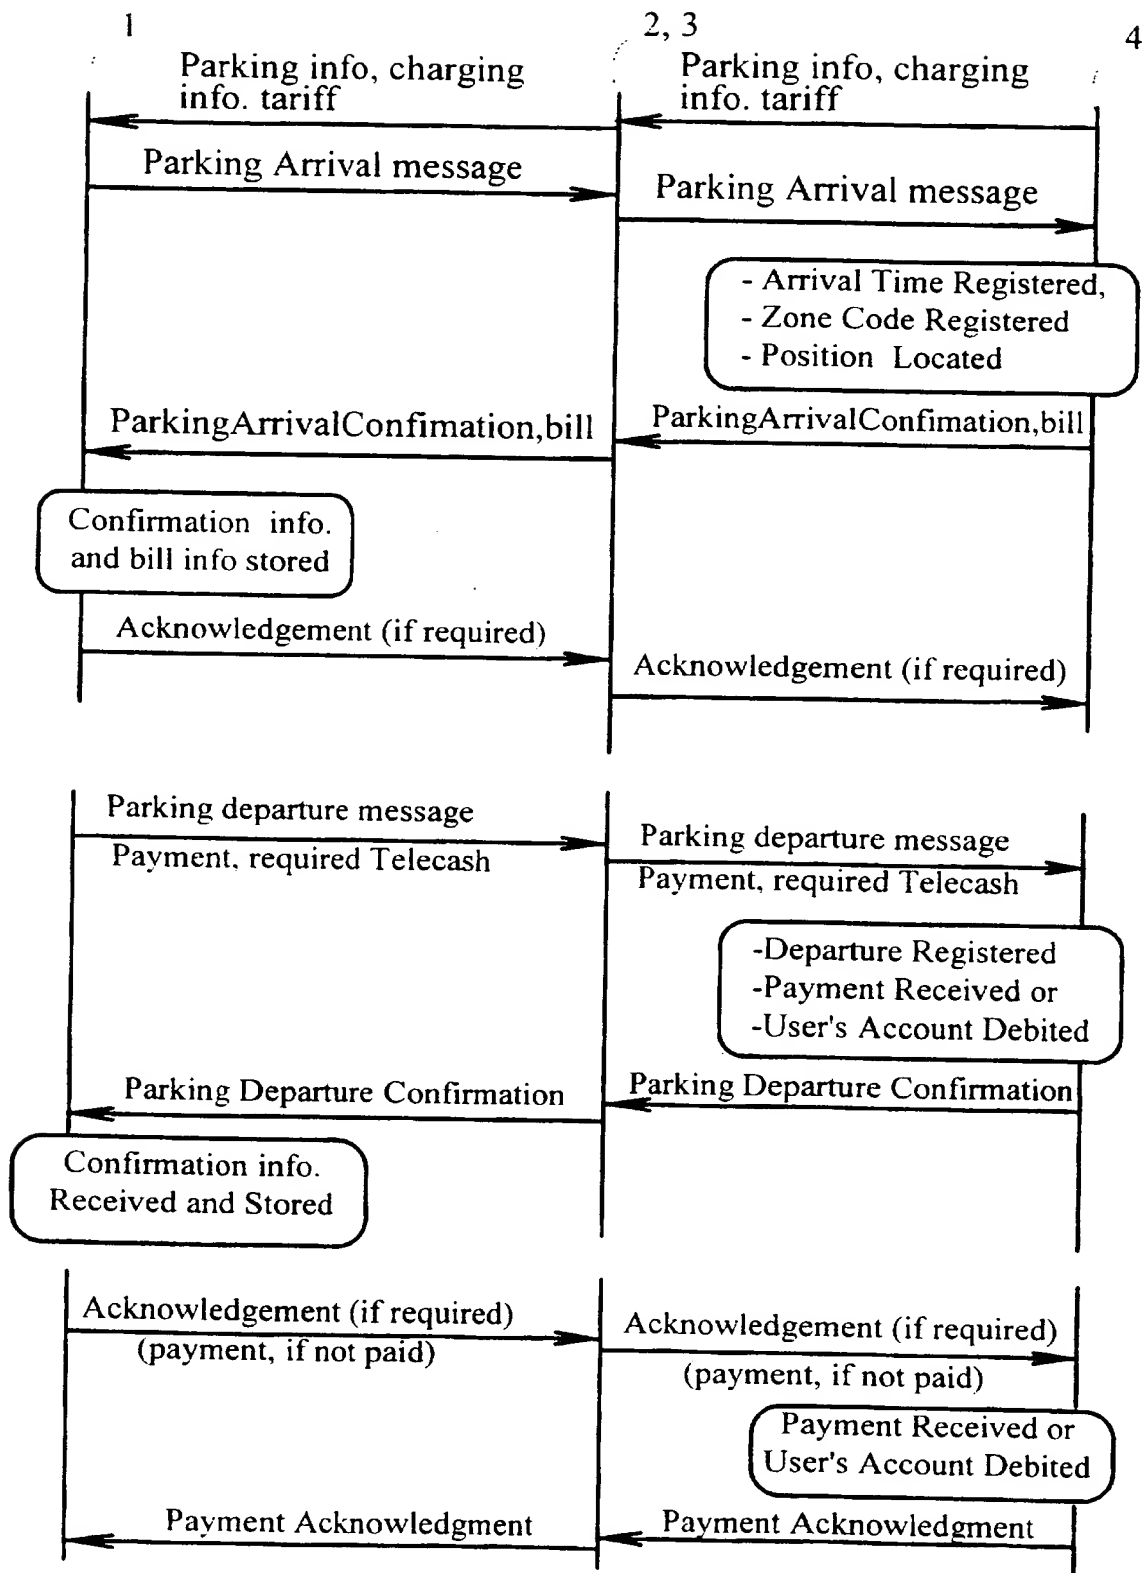 1
2, 3
4
Parking info, charging
info. tariff
Parking info, charging
info. tariff
Parking Arrival message
Parking Arrival message
- Arrival Time Registered,
- Zone Code Registered
- Position Located
ParkingArrivalConfimation,bill
ParkingArrivalConfimation,bill
Confirmation info.
and bill info stored
Acknowledgement (if required)
Acknowledgement (if required)
Parking departure message
Payment, required Telecash
Parking departure message
Payment, required Telecash
-Departure Registered
-Payment Received or
-User's Account Debited
Parking Departure Confirmation
Parking Departure Confirmation
Confirmation info.
Received and Stored
Acknowledgement (if required)
(payment, if not paid)
Acknowledgement (if required)
(payment, if not paid)
Payment Received or
User's Account Debited
Payment Acknowledgment
Payment Acknowledgment